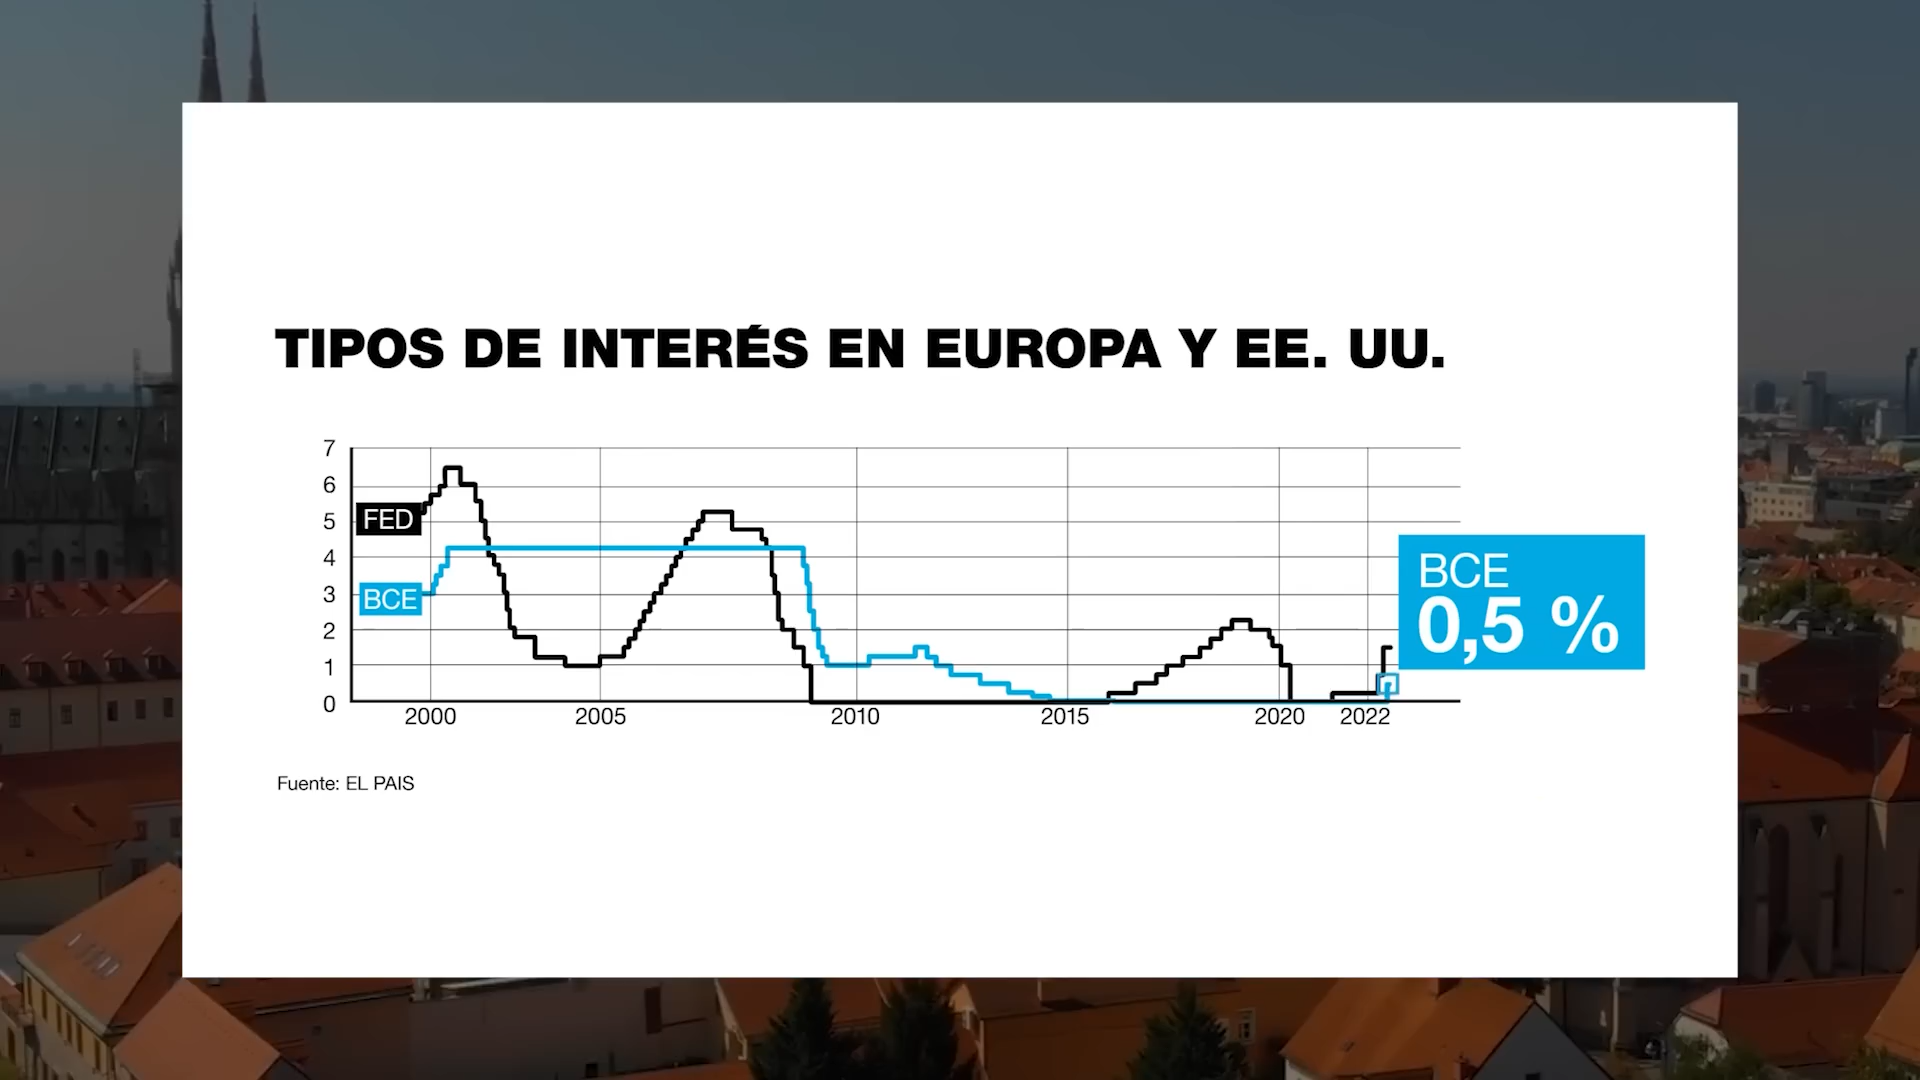 TIPOS DE INTERÉS EN EUROPA Y EE. UU.
7
6
5
4
3
2
1
0
FED
BCE
BCE
0,5 %
2000 2005 2010 2015 2020 2022
Fuente: EL PAIS